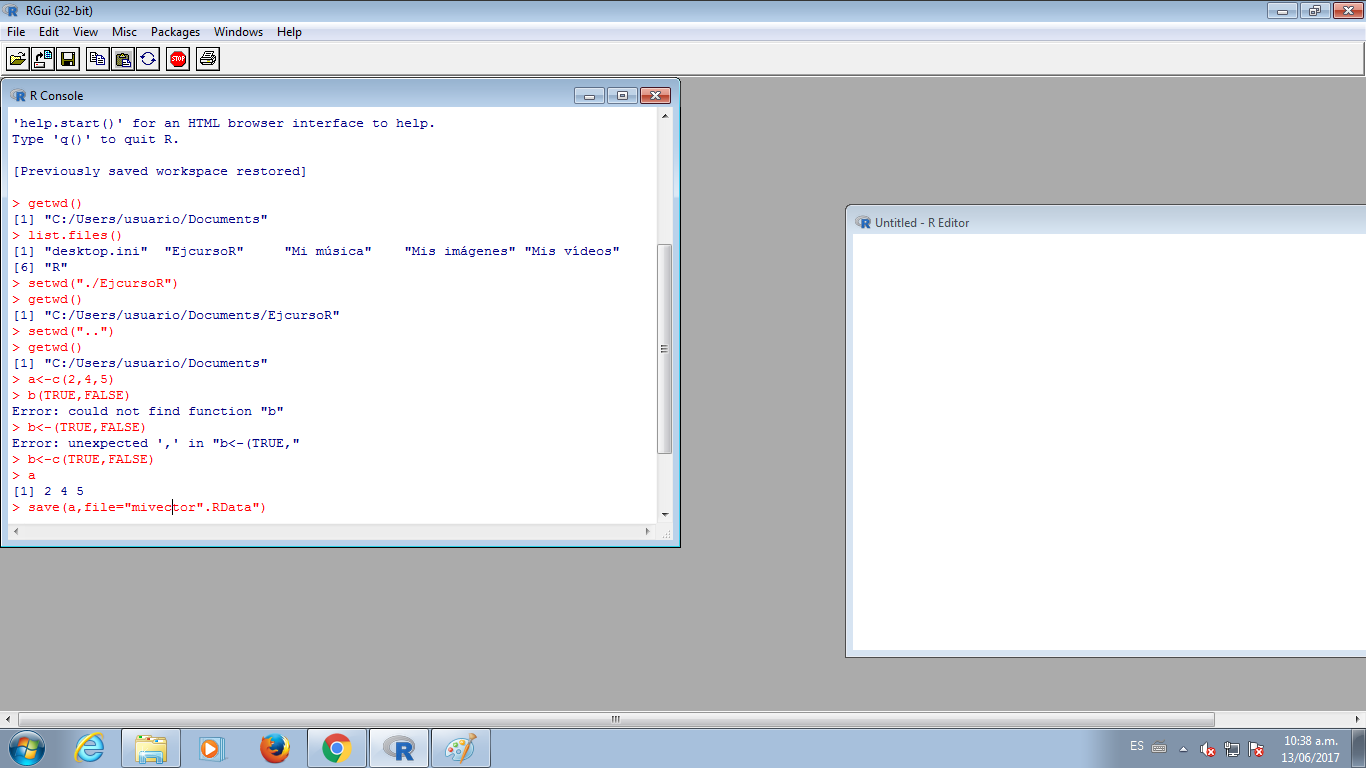 RGui (32-bit)
File Edit View Misc Packages Windows Help
STOP
R Console
'help.start()' for an HTML browser interface to help.
Type 'q()' to quit R.
[Previously saved workspace restored]
> getwd()
[1] "C:/Users/usuario/Documents"
> list.files()
[1] "desktop.ini"  "EjcursoR"     "Mi música"    "Mis imágenes" "Mis vídeos"
[6] "R"
> setwd("./EjcursoR")
> getwd()
[1] "C:/Users/usuario/Documents/EjcursoR"
> setwd("..")
> getwd()
[1] "C:/Users/usuario/Documents"
> a<-c(2,4,5)
> b(TRUE,FALSE)
Error: could not find function "b"
> b<-(TRUE,FALSE)
Error: unexpected ',' in "b<-(TRUE,"
> b<-c(TRUE,FALSE)
> a
[1] 2 4 5
> save(a,file="mivector".RData")
Untitled - R Editor
ES
10:38 a.m.
13/06/2017